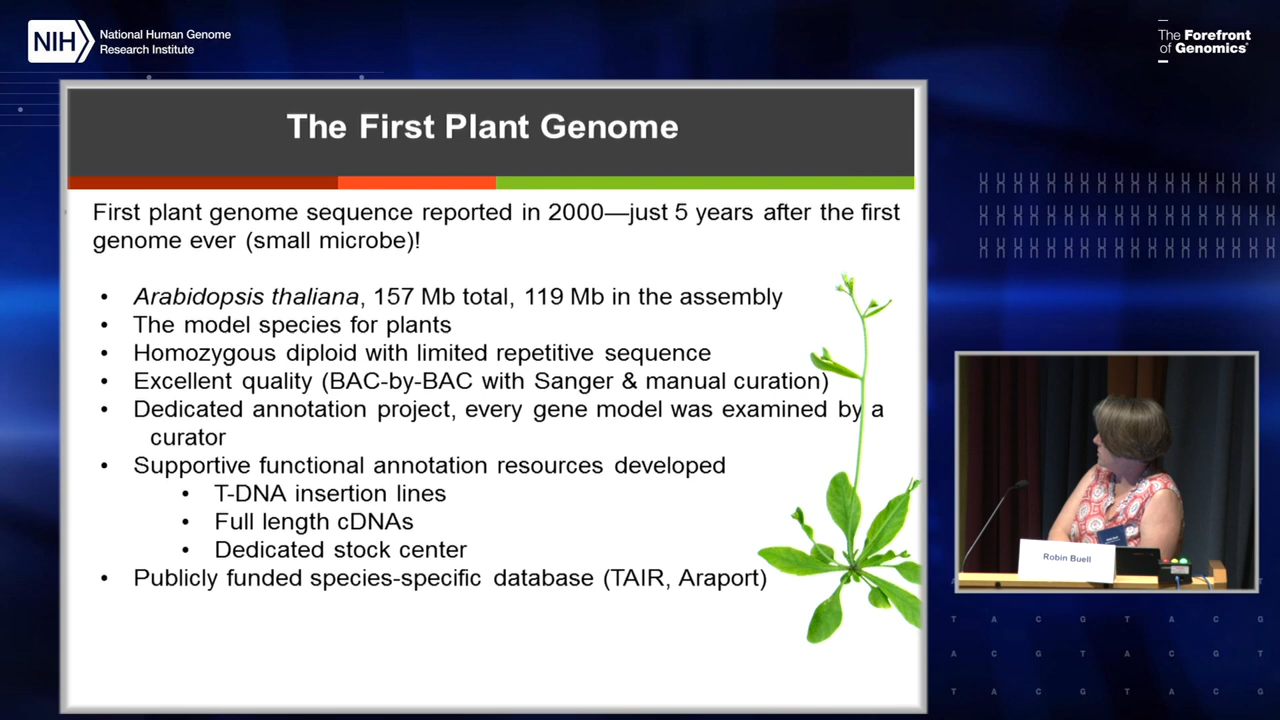 NIH
National Human Genome
Research Institute
The Forefront
of Genomics®
The First Plant Genome
First plant genome sequence reported in 2000—just 5 years after the first
genome ever (small microbe)!
• Arabidopsis thaliana, 157 Mb total, 119 Mb in the assembly
• The model species for plants
• Homozygous diploid with limited repetitive sequence
• Excellent quality (BAC-by-BAC with Sanger & manual curation)
• Dedicated annotation project, every gene model was examined by a
curator
• Supportive functional annotation resources developed
• T-DNA insertion lines
• Full length cDNAs
• Dedicated stock center
• Publicly funded species-specific database (TAIR, Araport)
Robin Buell
T A C G T A C G
A C G T A C G T
T A C G T A C G